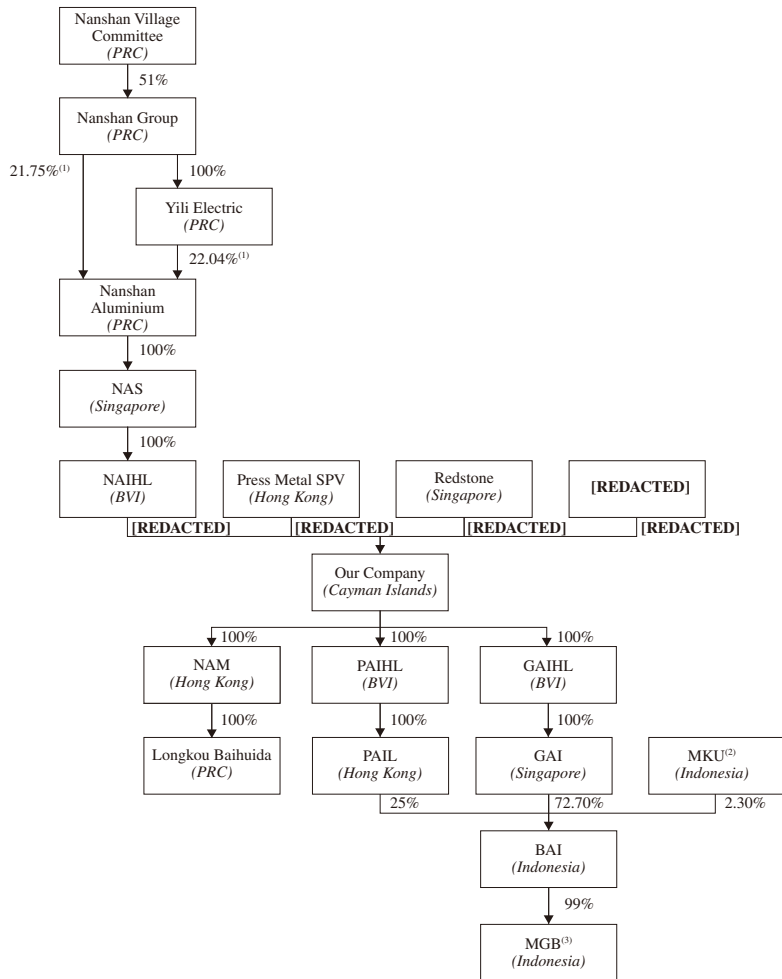 Nanshan Village
Committee
(PRC)
51%
Nanshan Group
(PRC)
21.75%(1)
100%
Yili Electric
(PRC)
22.04%(1)
Nanshan
Aluminium
(PRC)
100%
NAS
(Singapore)
100%
NAIHL
(BVI)
Press Metal SPV
(Hong Kong)
Redstone
(Singapore)
[REDACTED]
[REDACTED]
[REDACTED]
[REDACTED]
[REDACTED]
Our Company
(Cayman Islands)
100%
100%
100%
NAM
(Hong Kong)
PAIHL
(BVI)
GAIHL
(BVI)
100%
100%
100%
Longkou Baihuida
(PRC)
PAIL
(Hong Kong)
GAI
(Singapore)
MKU(2)
(Indonesia)
25%
72.70%
2.30%
BAI
(Indonesia)
99%
MGB(3)
(Indonesia)